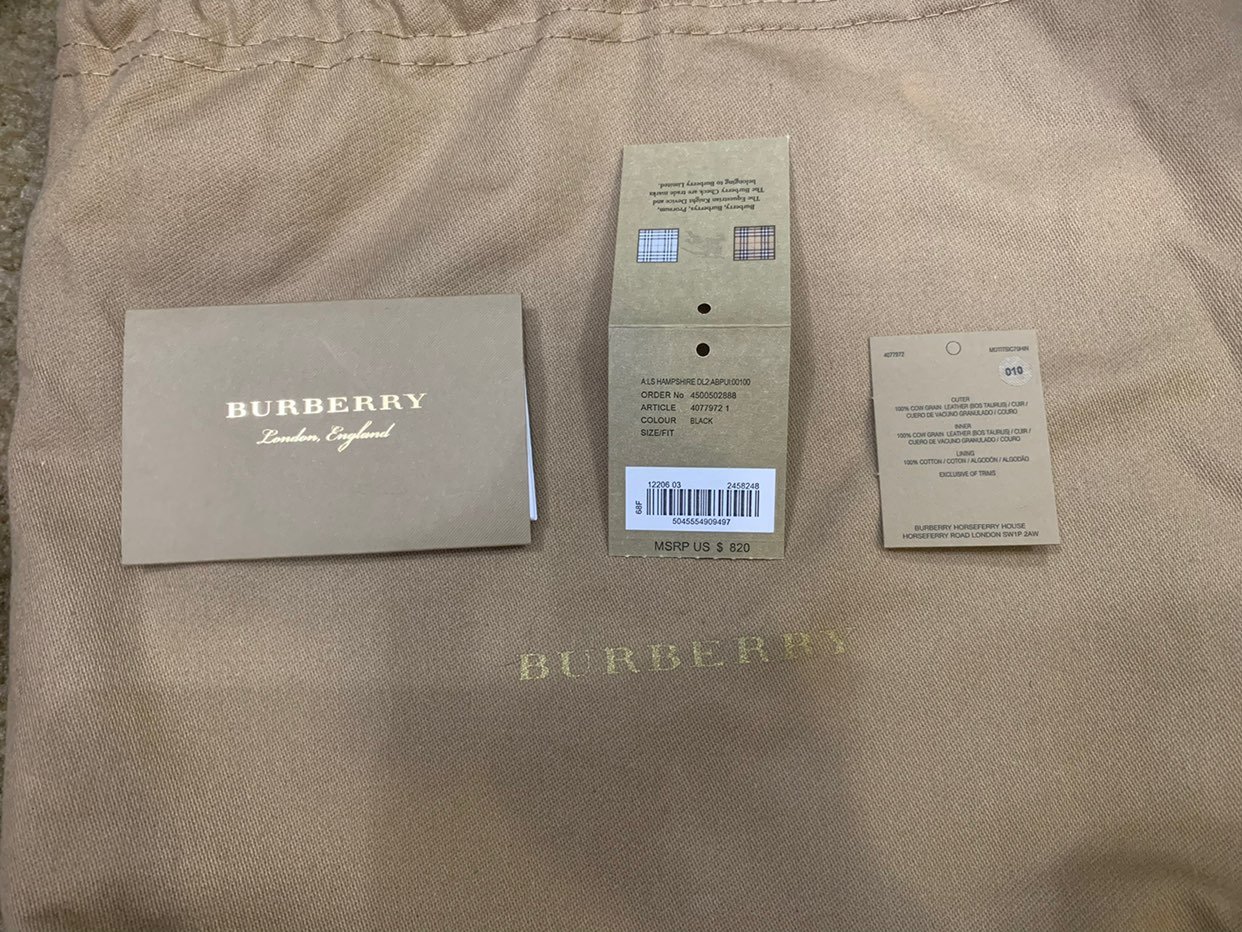 BURBERRY
London, England
Burberry, Burberrys, Prorsum,
The Equestrian Knight Device and
The Burberry Check are trade marks
belonging to Burberry Limited.
A:LS HAMPSHIRE DL2.ABPUI:00100
ORDER No 4500502888
ARTICLE 4077972 1
COLOUR BLACK
SIZE/FIT
12206 03 2458248
68F
5045554909497
MSRP US $ 820
4077972
010
OUTER
100% COW GRAIN LEATHER (BOS TAURUS) / CUIR /
CUERO DE VACUNO GRANULADO / COURO
INNER
100% COW GRAIN LEATHER (BOS TAURUS) / CUIR /
CUERO DE VACUNO GRANULADO / COURO
LINING
100% COTTON / COTON / ALGODÓN / ALGODÃO
EXCLUSIVE OF TRIMS
BURBERRY HORSEFERRY HOUSE
HORSEFERRY ROAD LONDON SW1P 2AW
BURBERRY